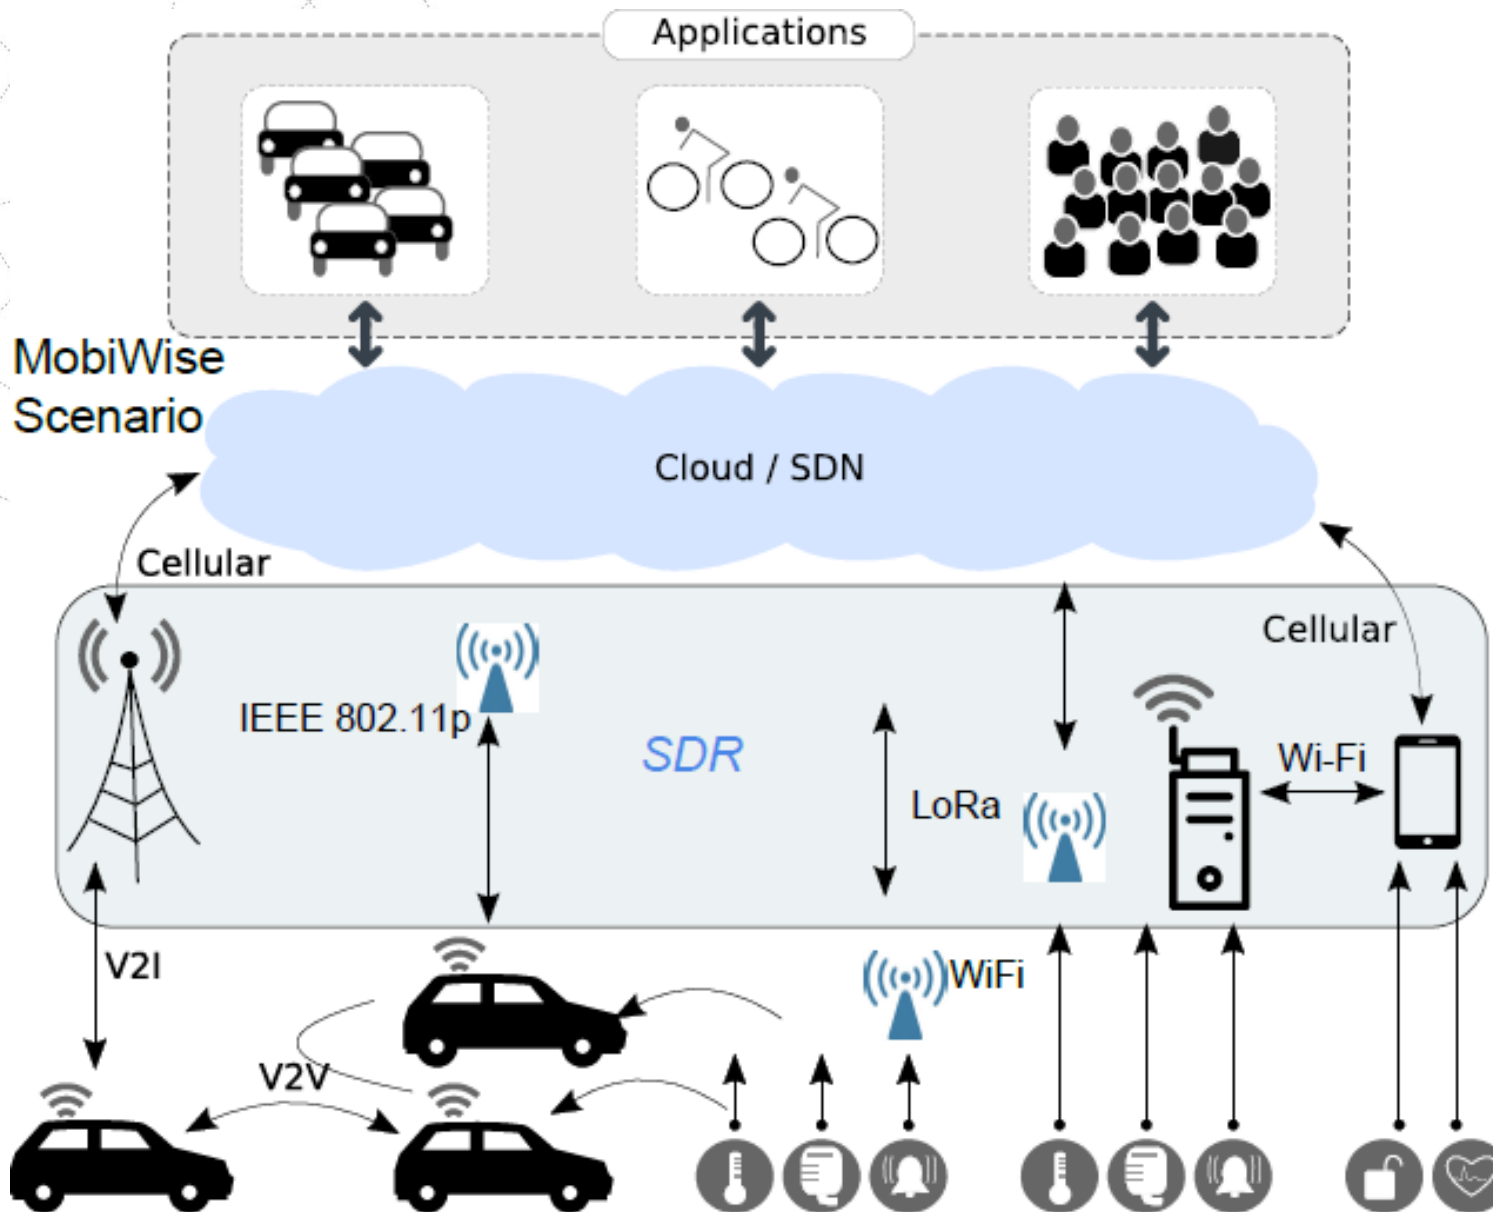 Applications
MobiWise
Scenario
Cloud / SDN
Cellular
Cellular
IEEE 802.11p
SDR
Wi-Fi
LoRa
V2I
WiFi
V2V